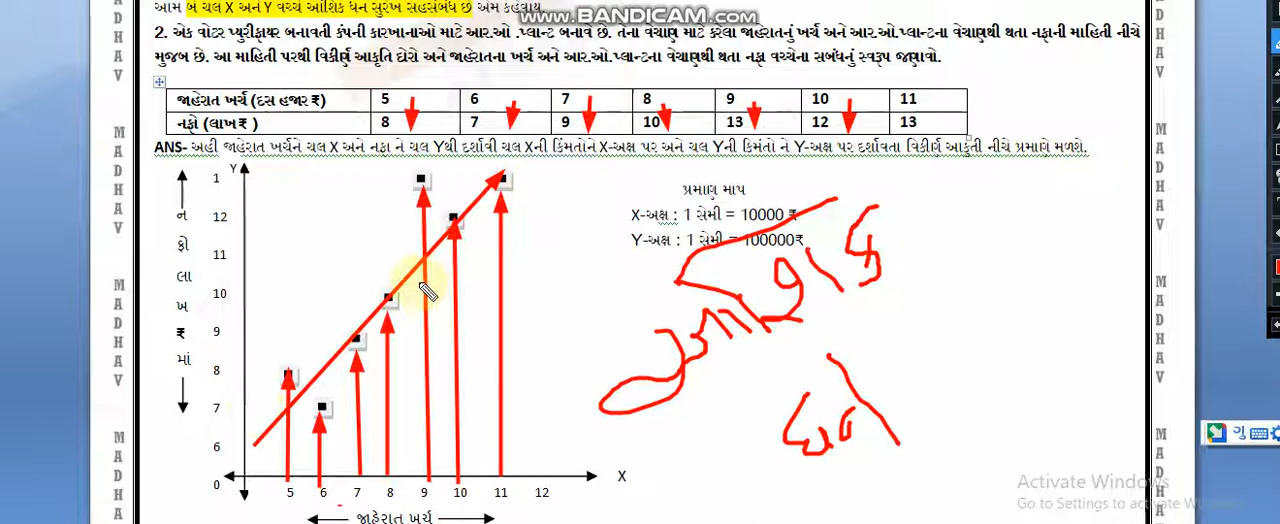 આમ બે ચલ X અને Y વચ્ચે આંશિક ધન સુરેખ સહસંબંધ છે એમ કહેવાય.
www.BANDICAM.com
2. એક વોટર પ્યુરીફાયર બનાવતી કંપની કારખાનાઓ માટે આર.ઓ .પ્લાન્ટ બનાવે છે. તેના વેચાણ માટે કરેલા જાહેરાતનું ખર્ચ અને આર.ઓ.પ્લાન્ટના વેચાણથી થતા નફાની માહિતી નીચે
મુજબ છે. આ માહિતી પરથી વિકીર્ણ આકૃતિ દોરો અને જાહેરાતના ખર્ચ અને આર.ઓ.પ્લાન્ટના વેચાણથી થતા નફા વચ્ચેના સબંધનું સ્વરૂપ જણાવો.
જાહેરાત ખર્ચ (દસ હજાર ₹) 5 6 7 8 9 10 11
નફો (લાખ ₹ ) 8 7 9 10 13 12 13
ANS- અહી જાહેરાત ખર્ચને ચલ X અને નફા ને ચલ Yથી દર્શાવી ચલ Xની કિંમતોને X-અક્ષ પર અને ચલ Yની કિમંતો ને Y-અક્ષ પર દર્શાવતા વિકીર્ણ આકૃતી નીચે પ્રમાણે મળશે.
Y
1
12
11
10
9
8
7
6
0
ન
ફો
લા
ખ
₹
માં
પ્રમાણ માપ
X-અક્ષ : 1 સેમી = 10000 ₹
Y-અક્ષ : 1 સેમી = 100000₹
આંશિક
ધન
5 6 7 8 9 10 11 12
X
જાહેરાત ખર્ચ
MADHAV
MADHAV
MADHAV
MADHAV
ગુ
Activate Windows
Go to Settings to activate Windows